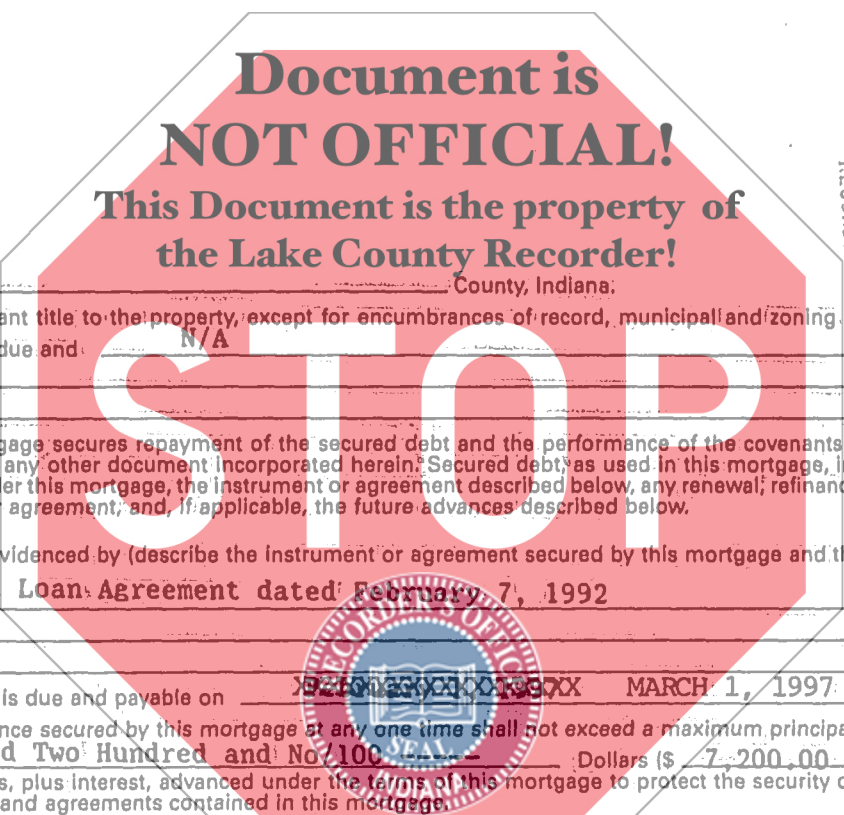 Document is
NOT OFFICIAL!
This Document is the property of
the Lake County Recorder!
County, Indiana;
ant title to the property, except for encumbrances of record, municipal and zoning
due and N/A
STOP
gage secures repayment of the secured debt and the performance of the covenants
any other document incorporated herein. Secured debt, as used in this mortgage, i
er this mortgage, the instrument or agreement described below, any renewal, refinanc
agreement, and, if applicable, the future advances described below.
videnced by (describe the instrument or agreement secured by this mortgage and th
Loan Agreement dated February 7, 1992
RECORDER'S OFFICE
is due and payable on MARCH 1, 1997
nce secured by this mortgage at any one time shall not exceed a maximum principa
d Two Hundred and No/100 ----- Dollars ($ 7,200.00
SEAL
s, plus interest, advanced under the terms of this mortgage to protect the security o
and agreements contained in this mortgage.
INDIANA